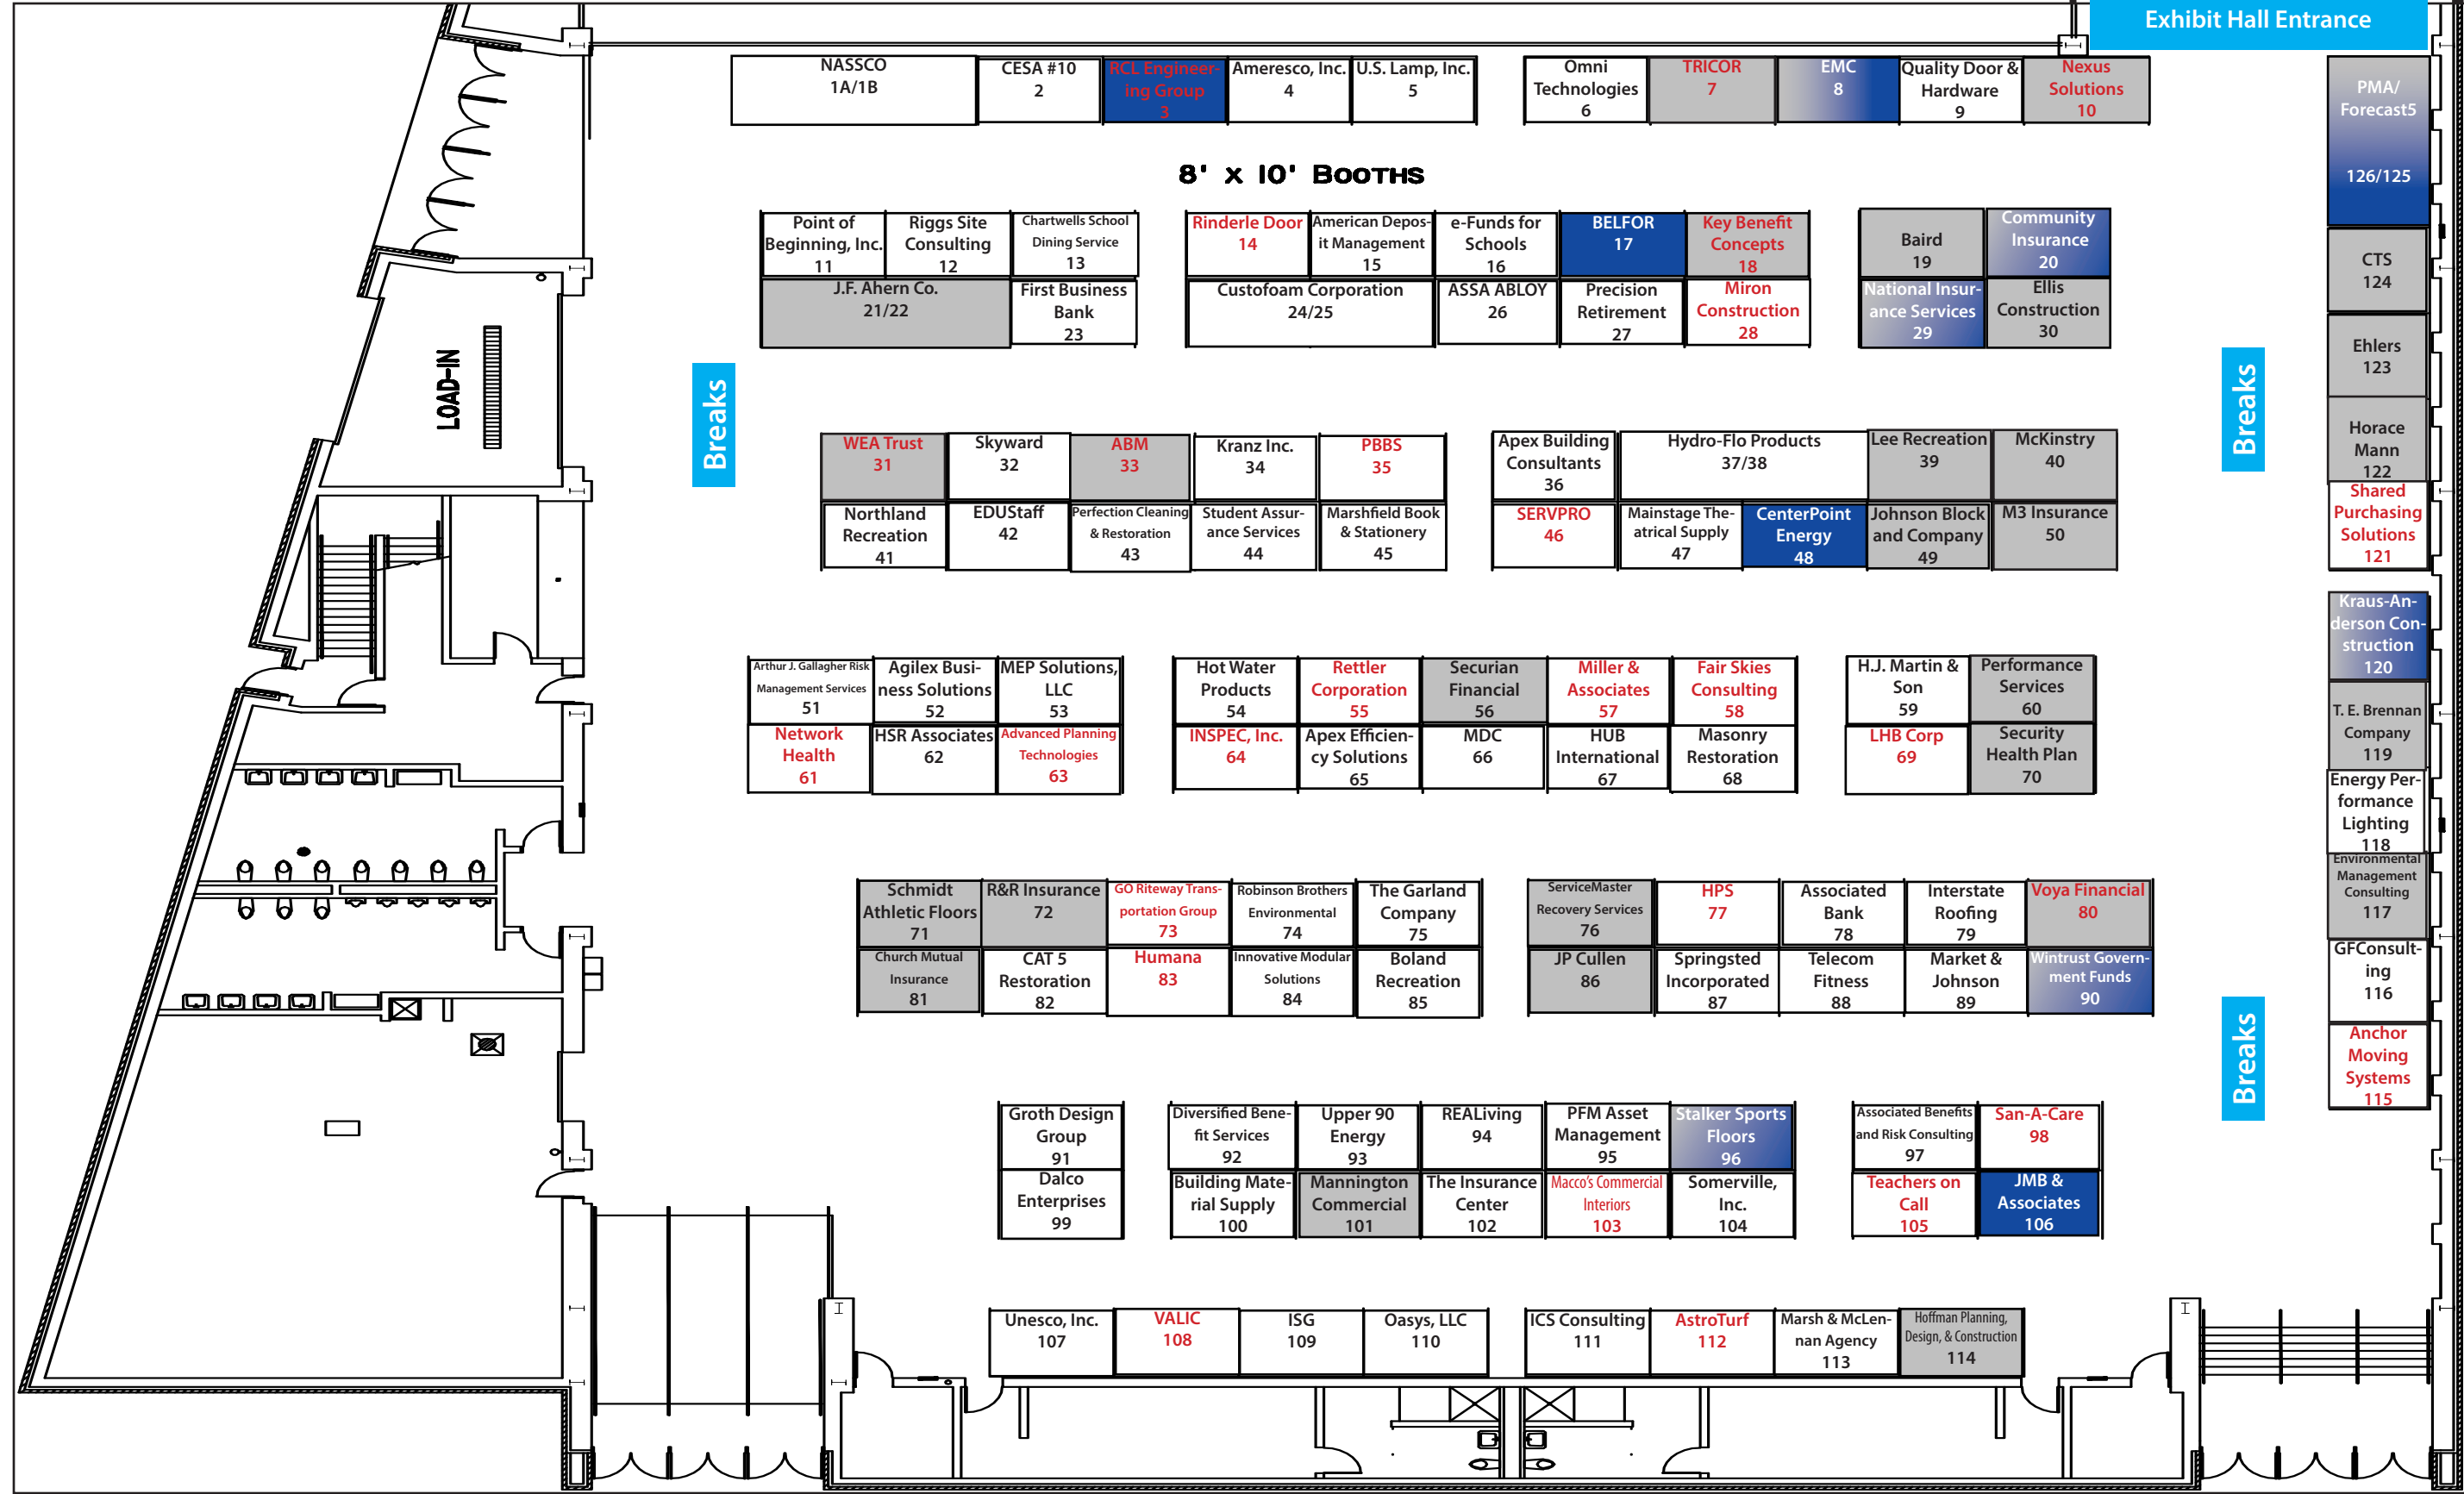 Exhibit Hall Entrance
NASSCO
1A/1B
CESA #10
2
RCL Engineer-
ing Group
3
Ameresco, Inc.
4
U.S. Lamp, Inc.
5
Omni
Technologies
6
TRICOR
7
EMC
8
Quality Door &
Hardware
9
Nexus
Solutions
10
PMA/
Forecast5
126/125
8' x 10' BOOTHS
Point of
Beginning, Inc.
11
Riggs Site
Consulting
12
Chartwells School
Dining Service
13
Rinderle Door
14
American Depos-
it Management
15
e-Funds for
Schools
16
BELFOR
17
Key Benefit
Concepts
18
Baird
19
Community
Insurance
20
J.F. Ahern Co.
21/22
First Business
Bank
23
Custofoam Corporation
24/25
ASSA ABLOY
26
Precision
Retirement
27
Miron
Construction
28
National Insur-
ance Services
29
Ellis
Construction
30
CTS
124
Ehlers
123
Horace
Mann
122
Shared
Purchasing
Solutions
121
LOAD-IN
Breaks
Breaks
WEA Trust
31
Skyward
32
ABM
33
Kranz Inc.
34
PBBS
35
Apex Building
Consultants
36
Hydro-Flo Products
37/38
Lee Recreation
39
McKinstry
40
Northland
Recreation
41
EDUStaff
42
Perfection Cleaning
& Restoration
43
Student Assur-
ance Services
44
Marshfield Book
& Stationery
45
SERVPRO
46
Mainstage The-
atrical Supply
47
CenterPoint
Energy
48
Johnson Block
and Company
49
M3 Insurance
50
Kraus-An-
derson Con-
struction
120
T. E. Brennan
Company
119
Energy Per-
formance
Lighting
118
Environmental
Management
Consulting
117
GFConsult-
ing
116
Anchor
Moving
Systems
115
Arthur J. Gallagher Risk
Management Services
51
Agilex Busi-
ness Solutions
52
MEP Solutions,
LLC
53
Hot Water
Products
54
Rettler
Corporation
55
Securian
Financial
56
Miller &
Associates
57
Fair Skies
Consulting
58
H.J. Martin &
Son
59
Performance
Services
60
Network
Health
61
HSR Associates
62
Advanced Planning
Technologies
63
INSPEC, Inc.
64
Apex Efficien-
cy Solutions
65
MDC
66
HUB
International
67
Masonry
Restoration
68
LHB Corp
69
Security
Health Plan
70
Schmidt
Athletic Floors
71
R&R Insurance
72
GO Riteway Trans-
portation Group
73
Robinson Brothers
Environmental
74
The Garland
Company
75
ServiceMaster
Recovery Services
76
HPS
77
Associated
Bank
78
Interstate
Roofing
79
Voya Financial
80
Church Mutual
Insurance
81
CAT 5
Restoration
82
Humana
83
Innovative Modular
Solutions
84
Boland
Recreation
85
JP Cullen
86
Springsted
Incorporated
87
Telecom
Fitness
88
Market &
Johnson
89
Wintrust Govern-
ment Funds
90
Breaks
Groth Design
Group
91
Diversified Bene-
fit Services
92
Upper 90
Energy
93
REALiving
94
PFM Asset
Management
95
Stalker Sports
Floors
96
Associated Benefits
and Risk Consulting
97
San-A-Care
98
Dalco
Enterprises
99
Building Mate-
rial Supply
100
Mannington
Commercial
101
The Insurance
Center
102
Macco's Commercial
Interiors
103
Somerville,
Inc.
104
Teachers on
Call
105
JMB &
Associates
106
Unesco, Inc.
107
VALIC
108
ISG
109
Oasys, LLC
110
ICS Consulting
111
AstroTurf
112
Marsh & McLen-
nan Agency
113
Hoffman Planning,
Design, & Construction
114